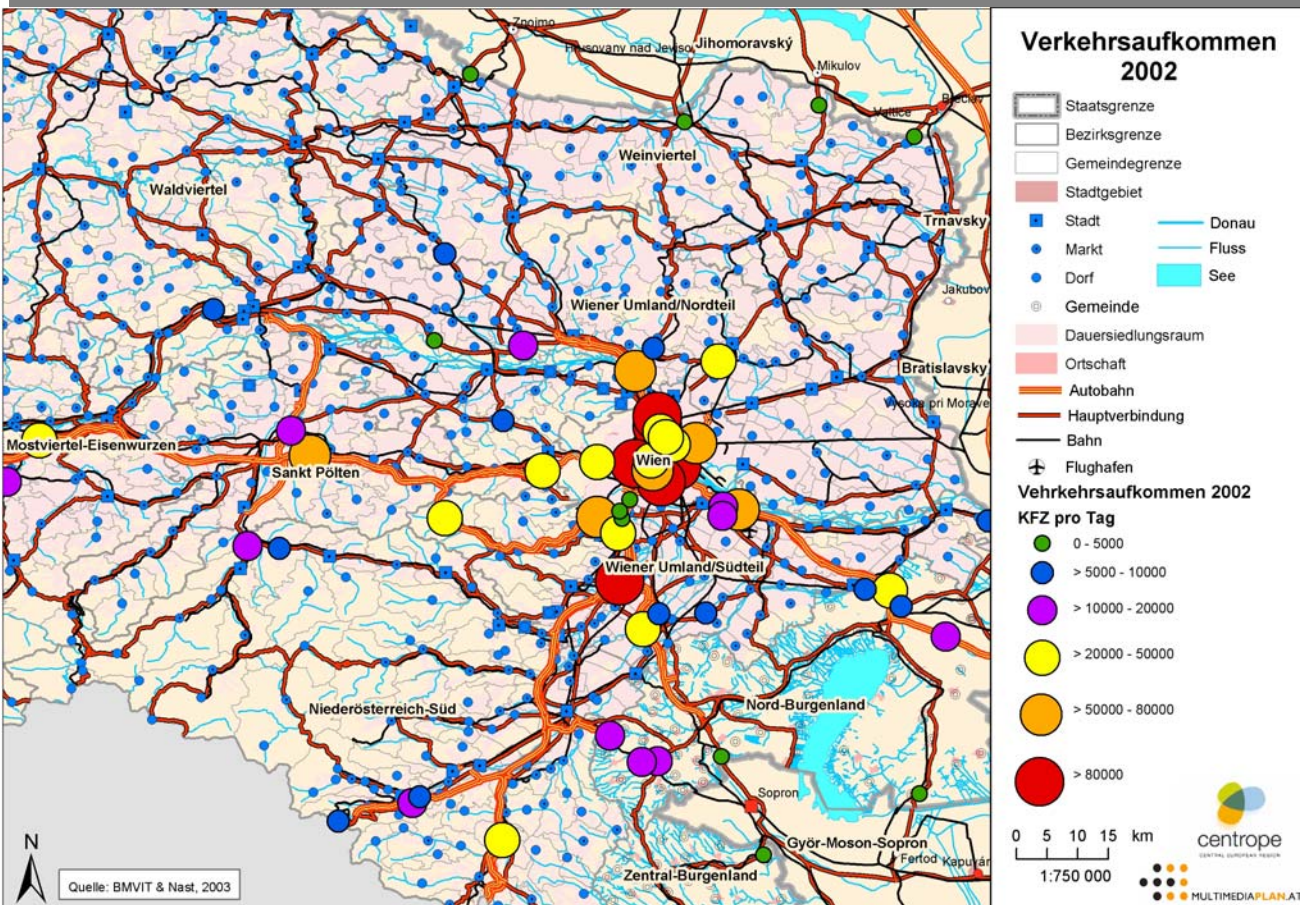 Znojmo
Hrusovany nad Jeviso
Jihomoravský
Mikulov
Valtice
Breclav
Weinviertel
Waldviertel
Trnavsky
Jakubov
Wiener Umland/Nordteil
Bratislavsky
Vysoka pri Morave
Mostviertel-Eisenwurzen
Sankt Pölten
Wien
Wiener Umland/Südteil
Niederösterreich-Süd
Nord-Burgenland
Sopron
Györ-Moson-Sopron
Fertod Kapuvár
Zentral-Burgenland
N
Quelle: BMVIT & Nast, 2003
Verkehrsaufkommen
2002
Staatsgrenze
Bezirksgrenze
Gemeindegrenze
Stadtgebiet
Stadt
Donau
Markt
Fluss
Dorf
See
Gemeinde
Dauersiedlungsraum
Ortschaft
Autobahn
Hauptverbindung
Bahn
Flughafen
Vehrkehrsaufkommen 2002
KFZ pro Tag
0 - 5000
> 5000 - 10000
> 10000 - 20000
> 20000 - 50000
> 50000 - 80000
> 80000
0 5 10 15 km
1:750 000
centrope
CENTRAL EUROPEAN REGION
MULTIMEDIAPLAN.AT